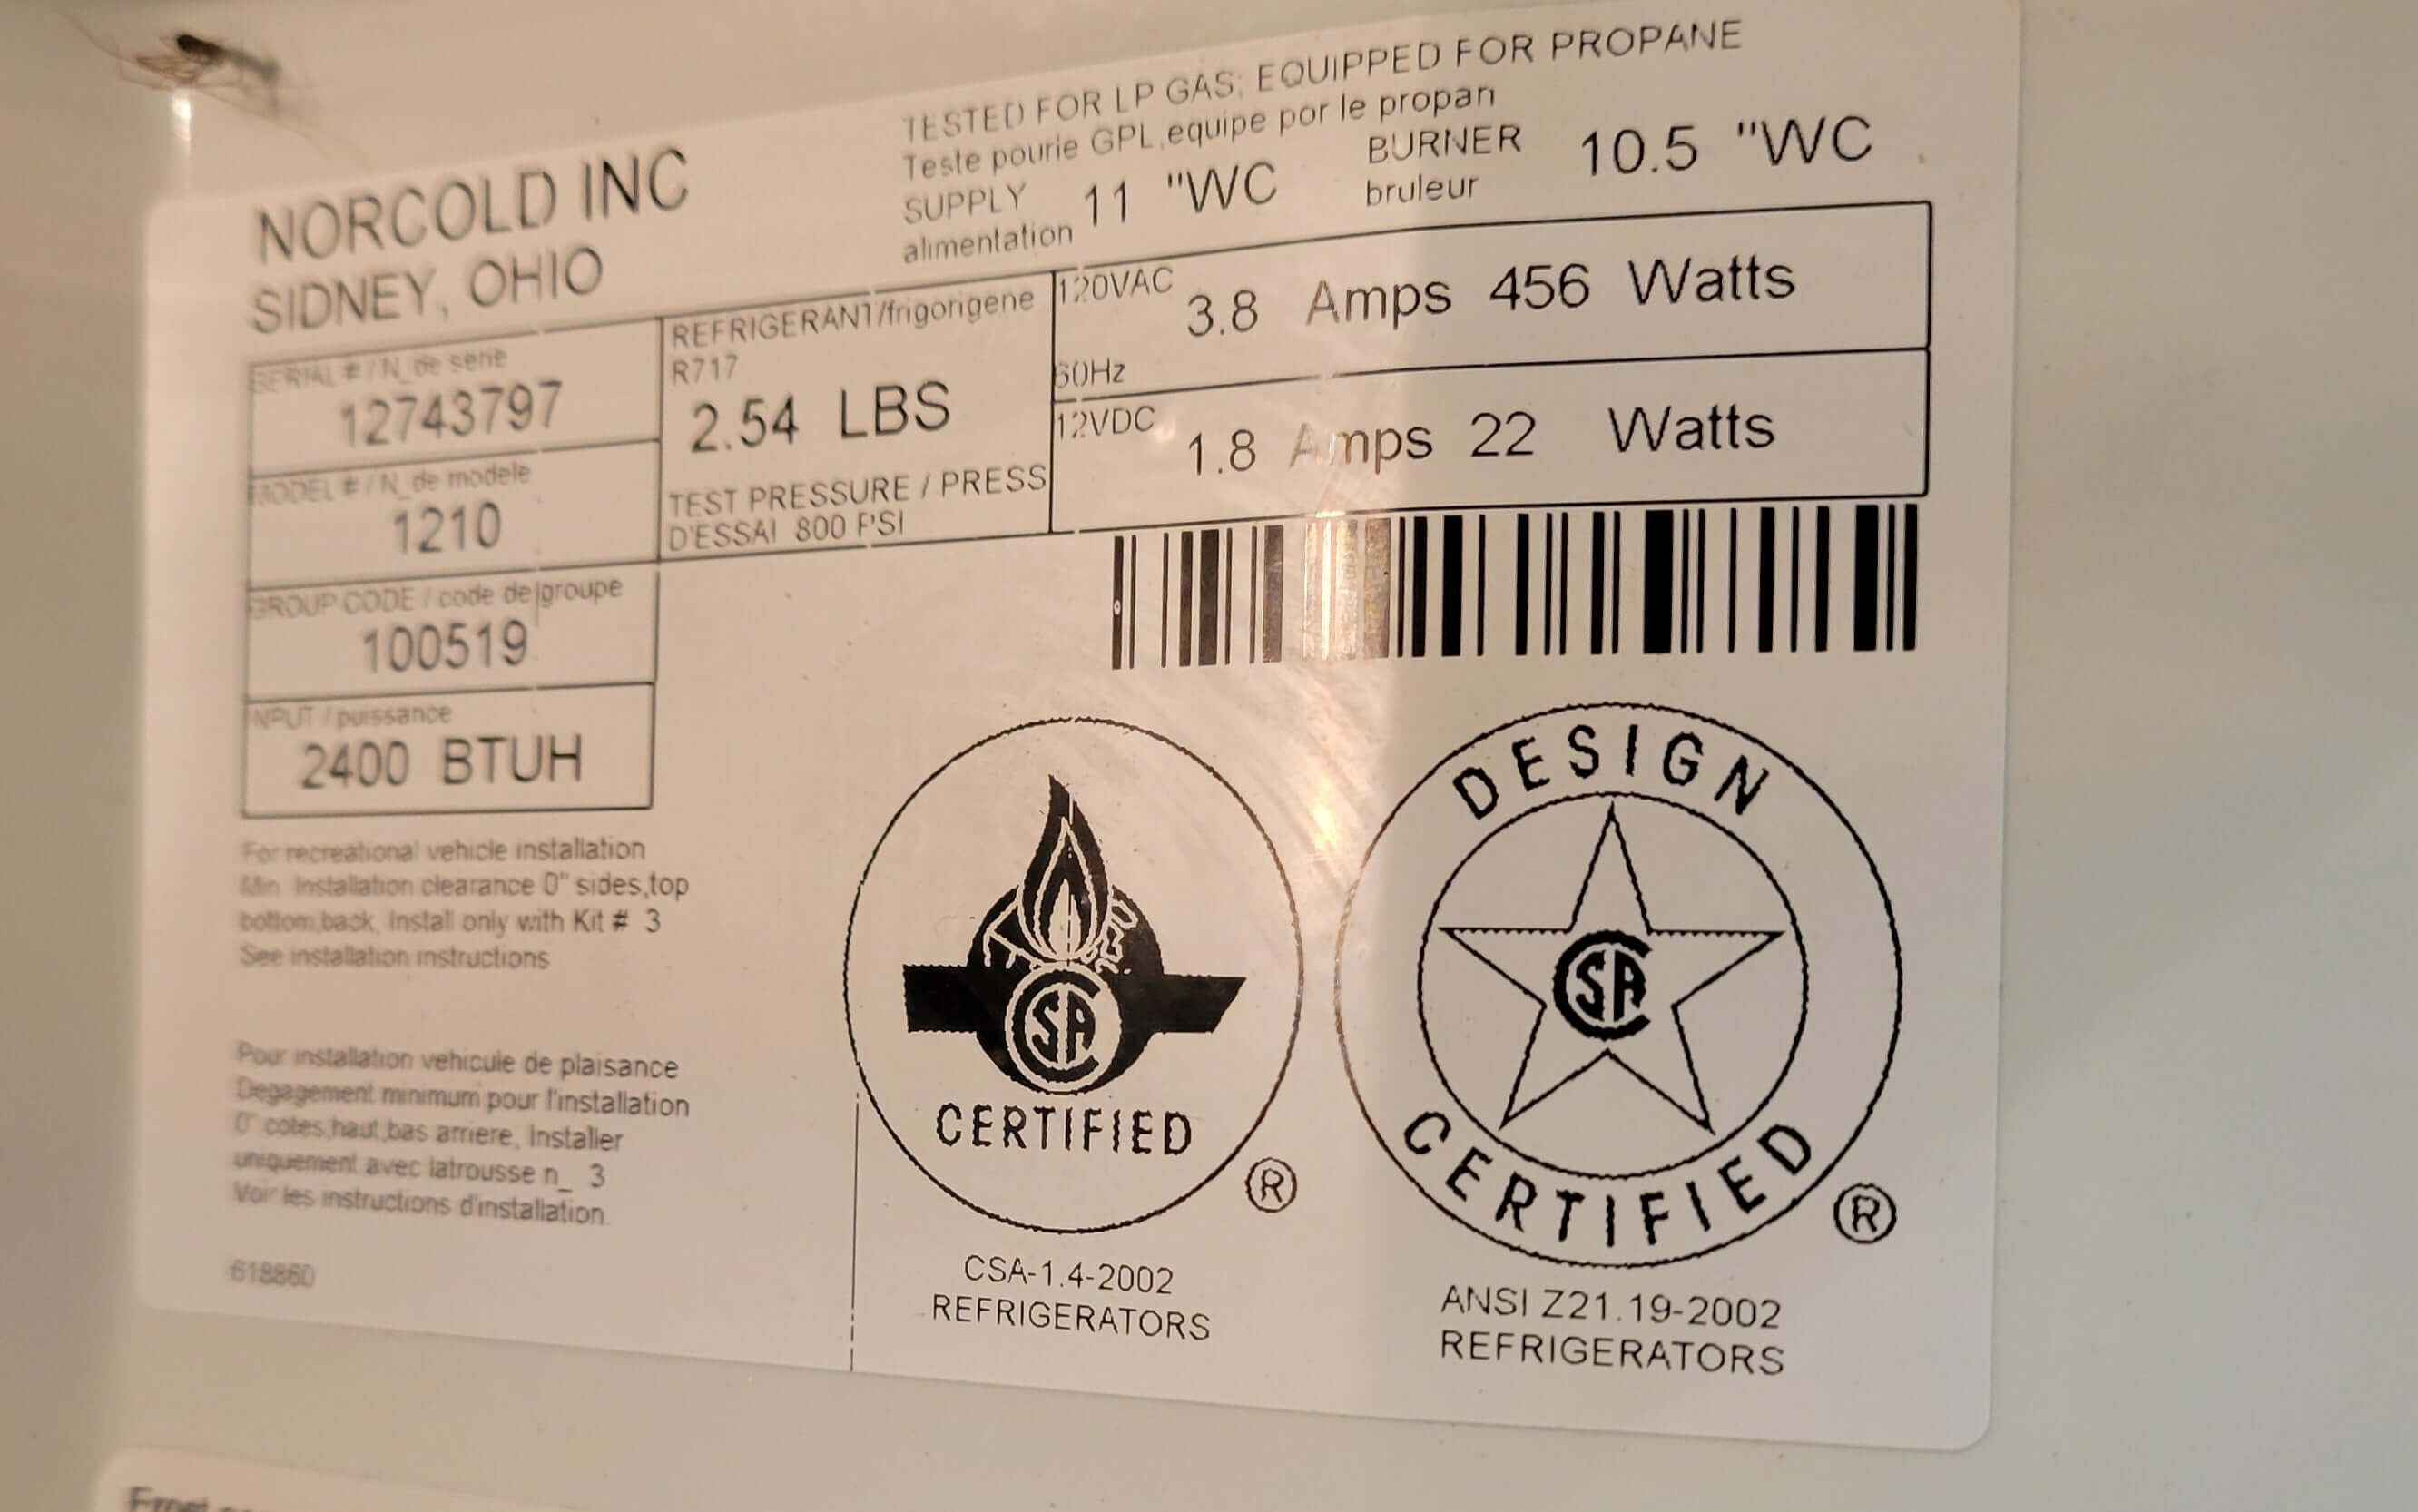 NORCOLD INC
SIDNEY, OHIO
TESTED FOR LP GAS; EQUIPPED FOR PROPANE
Teste pourie GPL,equipe por le propan
SUPPLY 11 "WC BURNER 10.5 "WC
alimentation bruleur
SERIAL # / N_de serie
12743797
MODEL # / N_de modele
1210
GROUP CODE / code de groupe
100519
INPUT / puissance
2400 BTUH
REFRIGERANT/frigorigene
R717
2.54 LBS
TEST PRESSURE / PRESS
D'ESSAI 800 PSI
120VAC 3.8 Amps 456 Watts
60Hz
12VDC 1.8 Amps 22 Watts
For recreational vehicle installation
Min. Installation clearance 0" sides,top
bottom,back, Install only with Kit # 3
See installation instructions
Pour installation vehicule de plaisance
Degagement minimum pour l'installation
0" cotes,haut,bas arriere, Installer
uniquement avec latrousse n_ 3
Voir les instructions d'installation.
618860
CSA
CERTIFIED
®
CSA-1.4-2002
REFRIGERATORS
DESIGN
CSA
CERTIFIED
®
ANSI Z21.19-2002
REFRIGERATORS